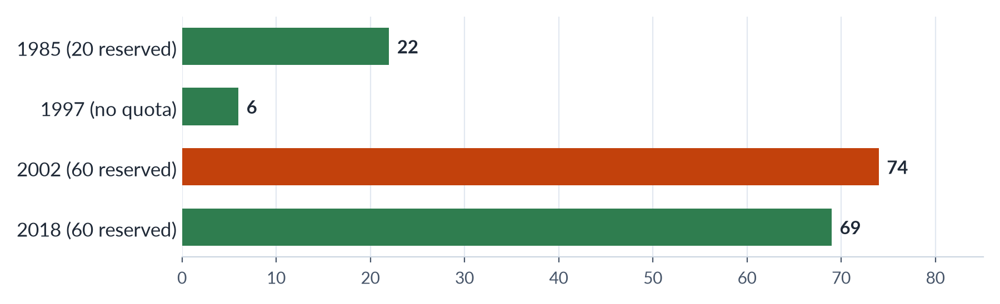 1985 (20 reserved) 22
1997 (no quota) 6
2002 (60 reserved) 74
2018 (60 reserved) 69
0 10 20 30 40 50 60 70 80